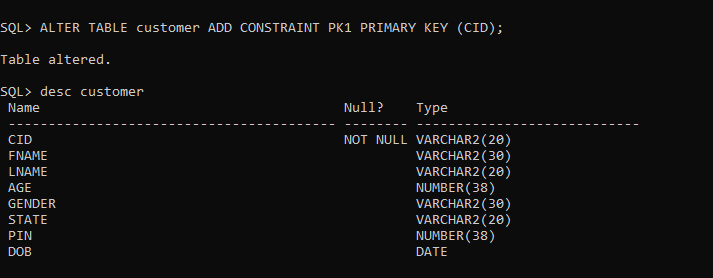 SQL> ALTER TABLE customer ADD CONSTRAINT PK1 PRIMARY KEY (CID);
Table altered.
SQL> desc customer
 Name                                      Null?    Type
 ----------------------------------------- -------- ----------------------------
 CID                                       NOT NULL VARCHAR2(20)
 FNAME                                              VARCHAR2(30)
 LNAME                                              VARCHAR2(20)
 AGE                                                NUMBER(38)
 GENDER                                             VARCHAR2(30)
 STATE                                              VARCHAR2(20)
 PIN                                                NUMBER(38)
 DOB                                                DATE